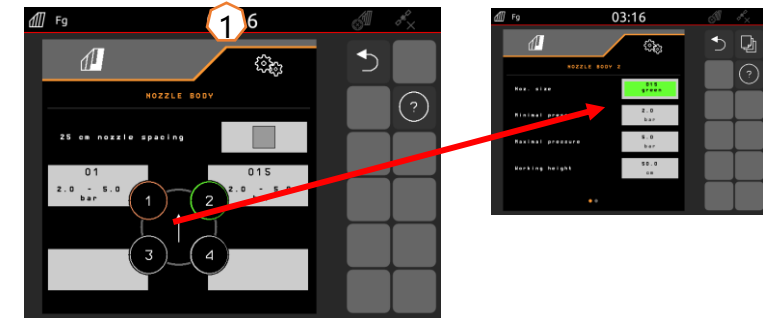 Fg
1
6
NOZZLE BODY
25 cm nozzle spacing
01
2.0 - 5.0
bar
015
2.0 - 5.0
bar
1
2
3
4
?
Fg
03:16
NOZZLE BODY 2
Noz. size
015
green
Minimal
2.0
bar
Maximal pressure
5.0
bar
Working height
cm
?